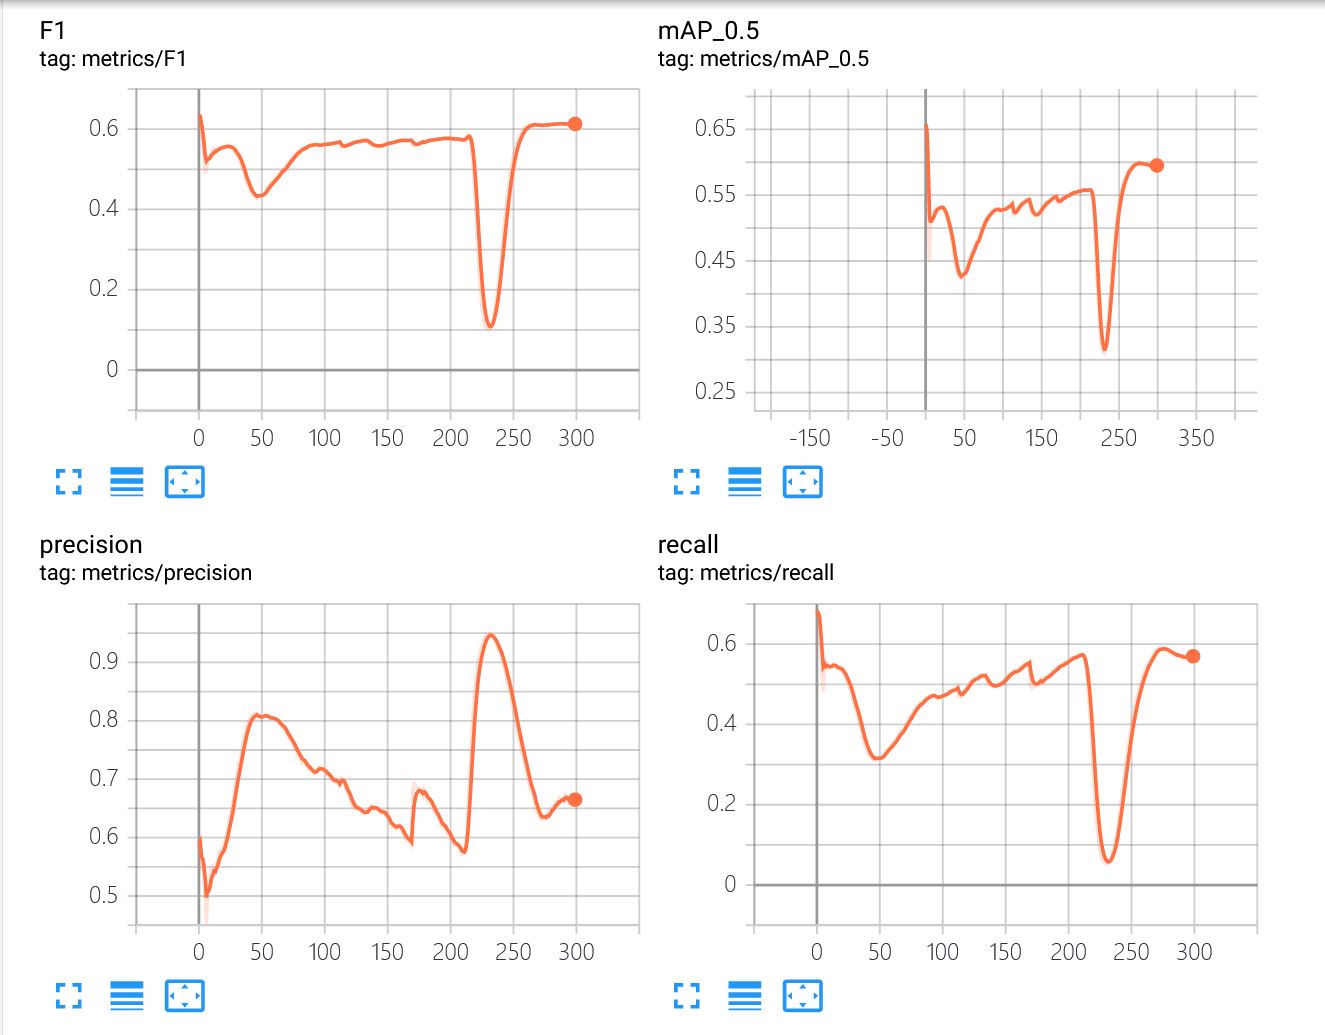 F1
tag: metrics/F1
0.6
0.4
0.2
0
0 50 100 150 200 250 300
mAP_0.5
tag: metrics/mAP_0.5
0.65
0.55
0.45
0.35
0.25
-150 -50 50 150 250 350
precision
tag: metrics/precision
0.9
0.8
0.7
0.6
0.5
0 50 100 150 200 250 300
recall
tag: metrics/recall
0.6
0.4
0.2
0
0 50 100 150 200 250 300